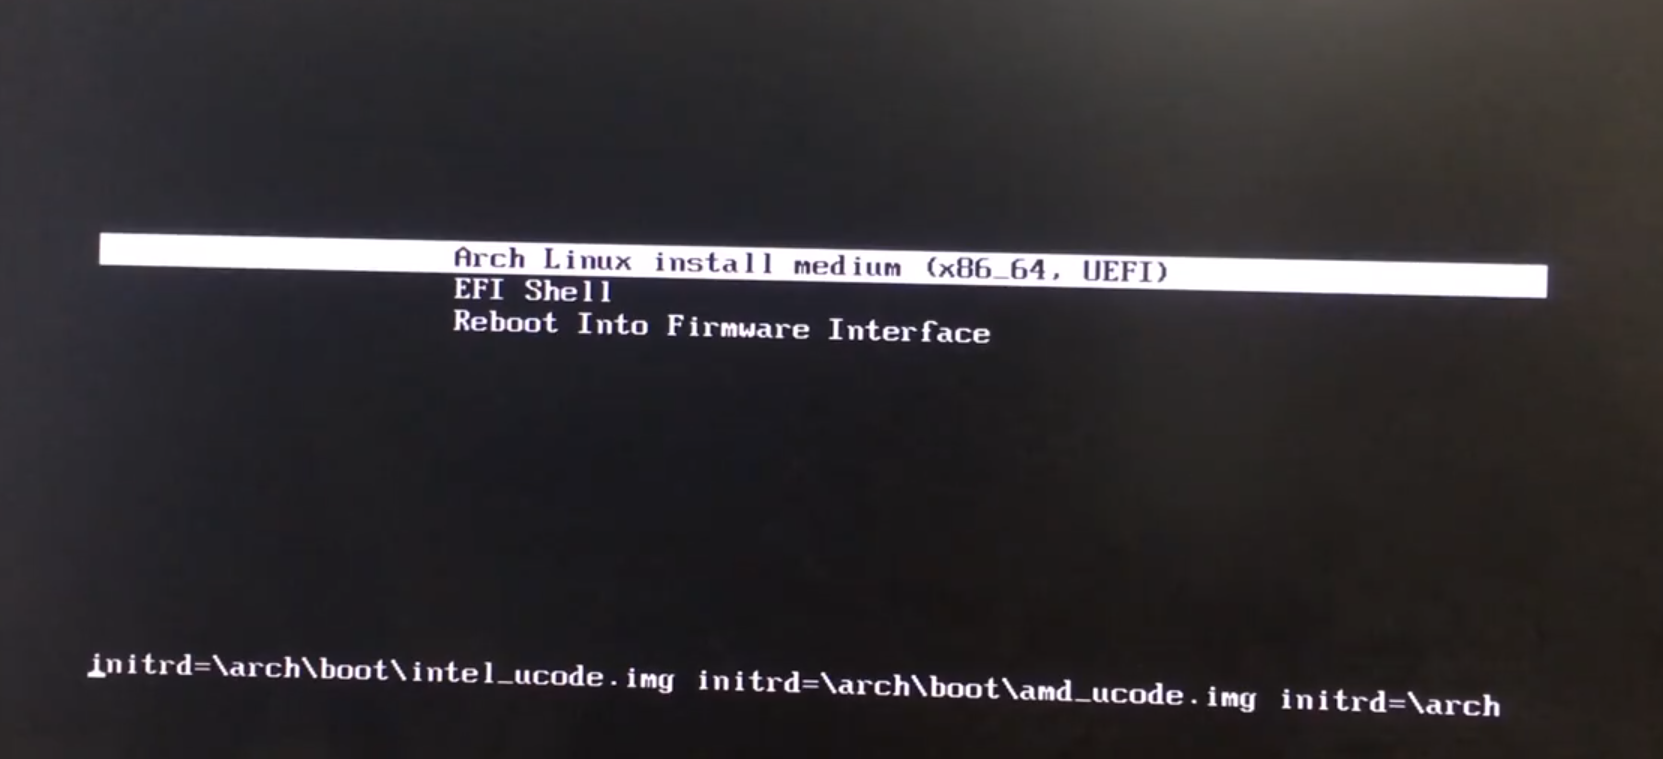 Arch Linux install medium (x86_64, UEFI)
EFI Shell
Reboot Into Firmware Interface
initrd=\arch\boot\intel_ucode.img initrd=\arch\boot\amd_ucode.img initrd=\arch